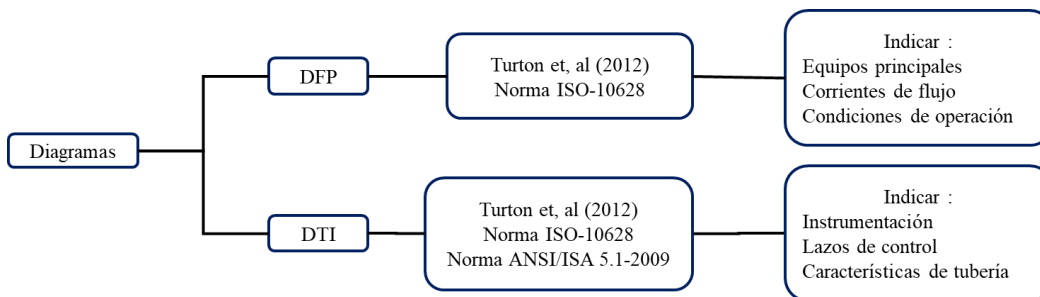 Diagramas
DFP
Turton et, al (2012)
Norma ISO-10628
Indicar :
Equipos principales
Corrientes de flujo
Condiciones de operación
DTI
Turton et, al (2012)
Norma ISO-10628
Norma ANSI/ISA 5.1-2009
Indicar :
Instrumentación
Lazos de control
Características de tubería